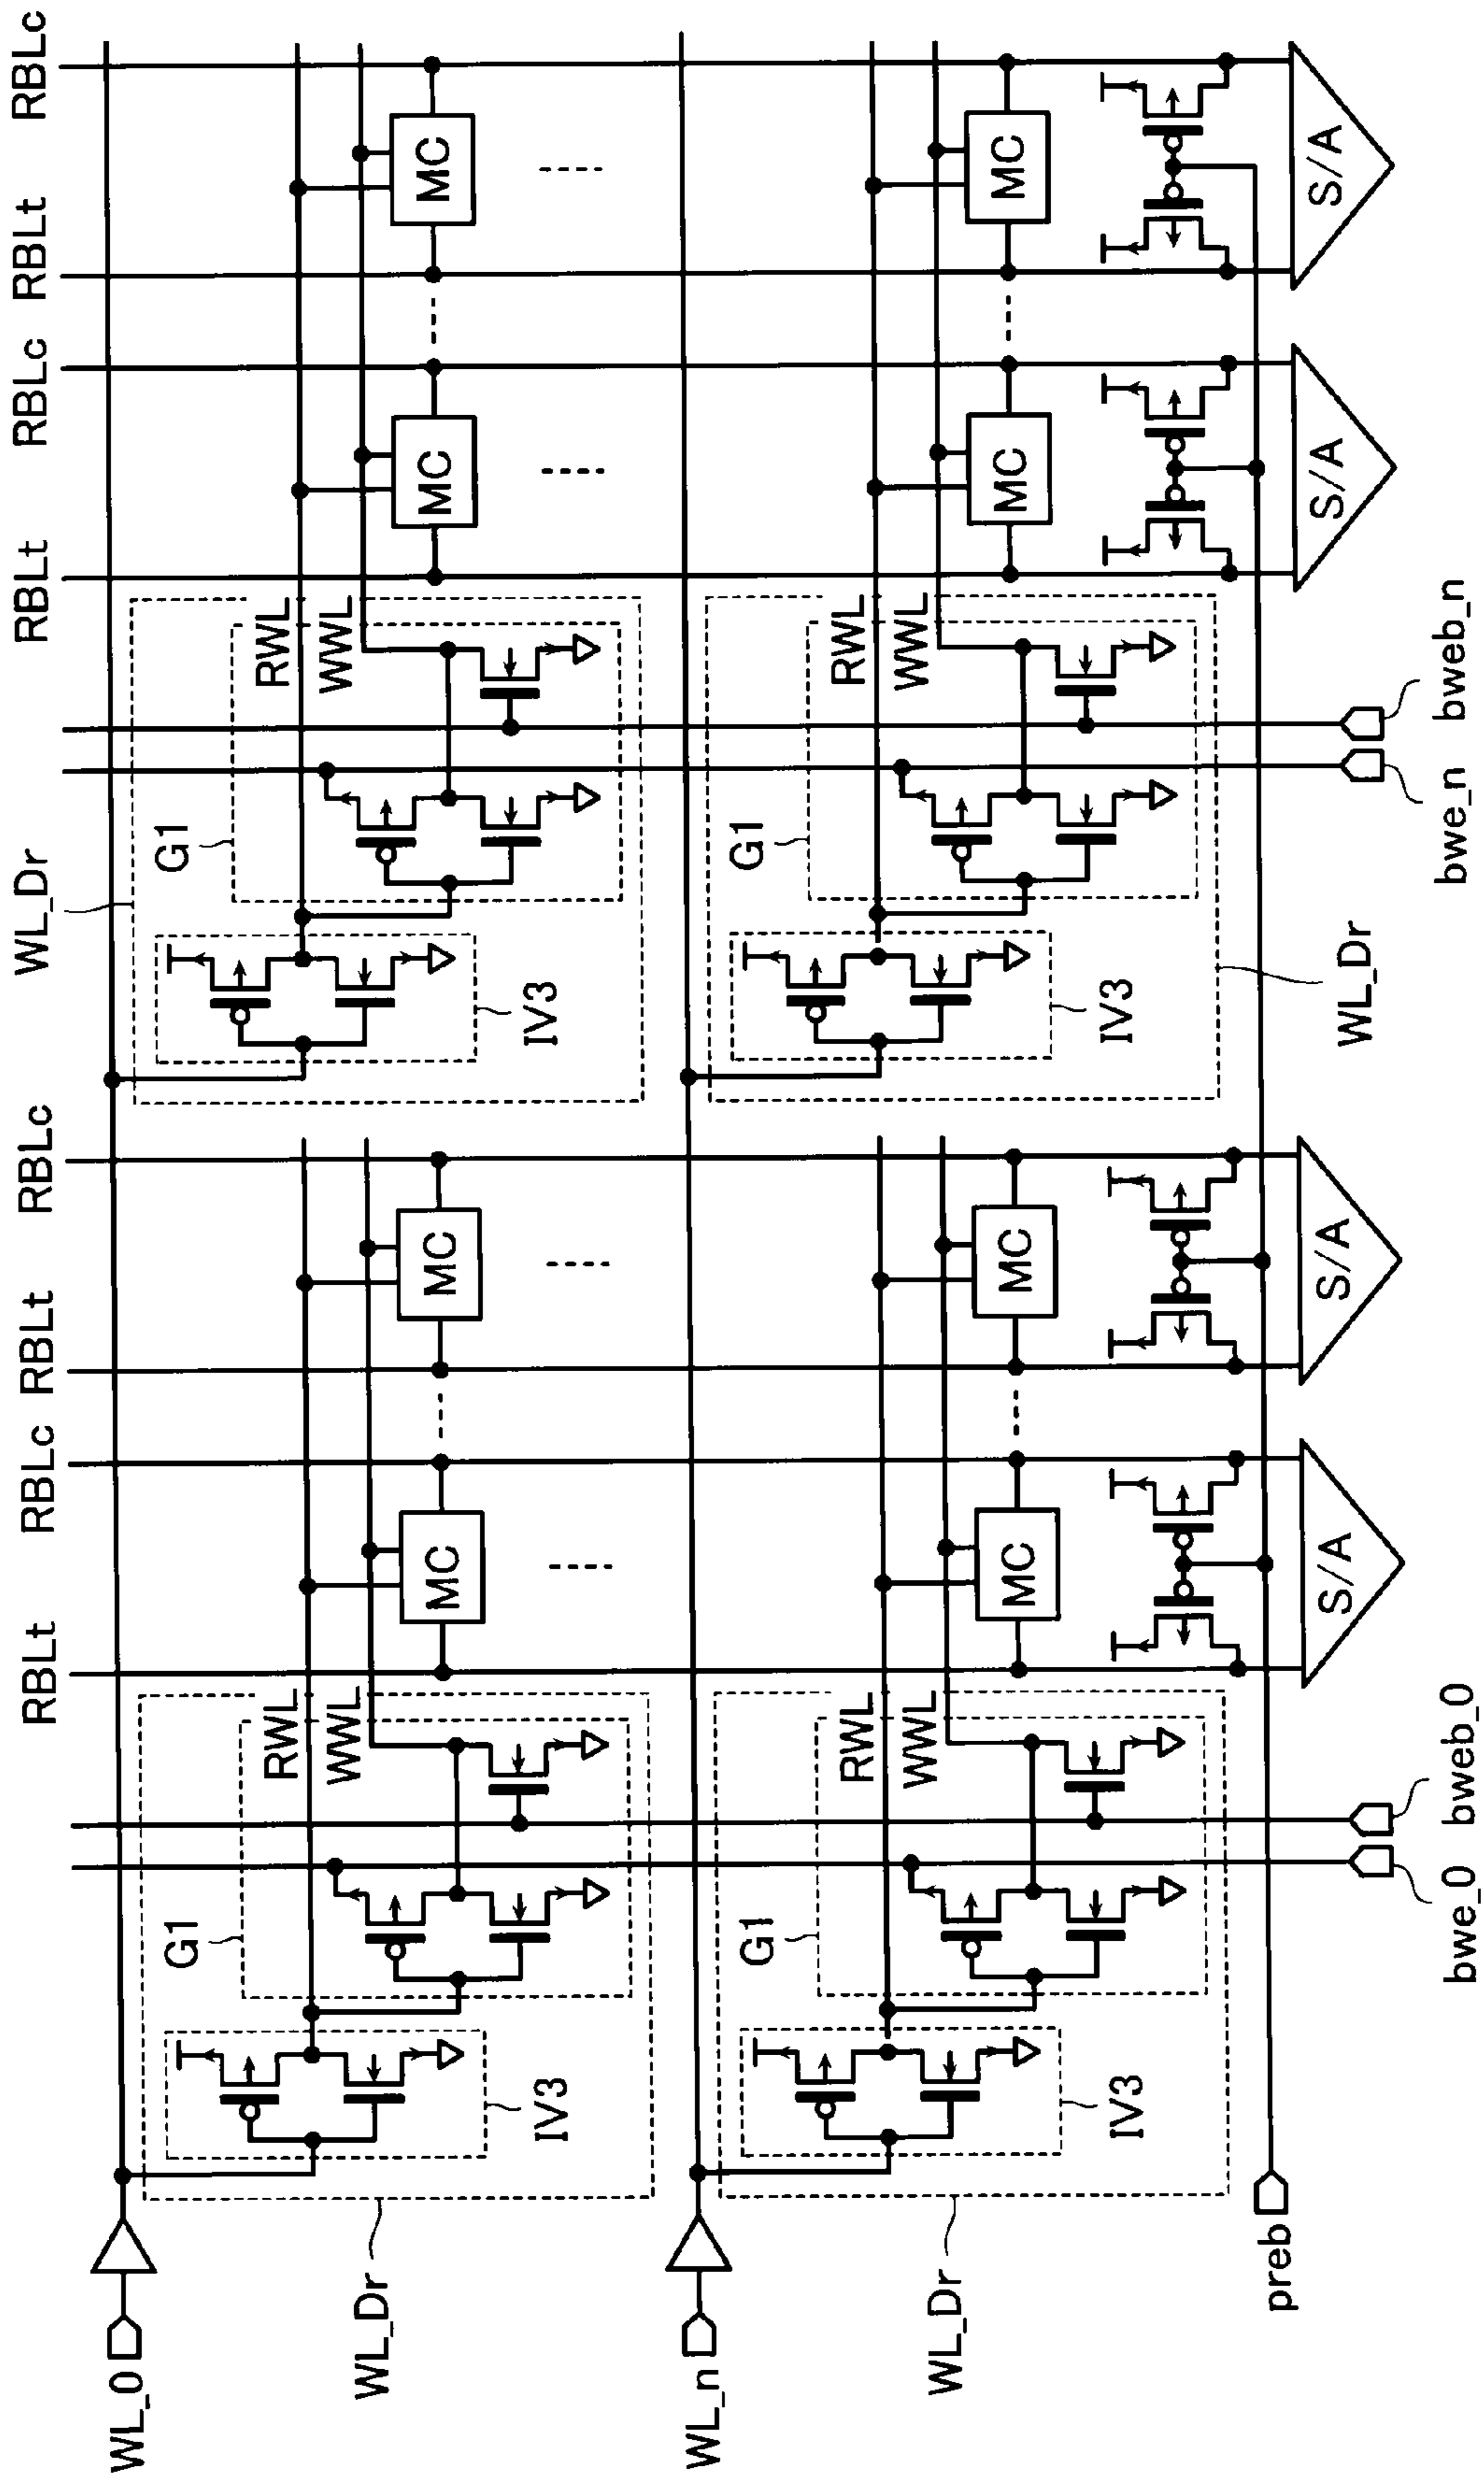 RBLt RBLc RBLt RBLc WL_Dr RBLt RBLc RBLt RBLc
WL_0
G1 G1
RWL RWL
WWL WWL
WL_Dr
MC MC MC MC
IV3 IV3
WL_n
G1 G1
RWL RWL
WWL WWL
WL_Dr
MC MC MC MC
IV3 IV3
preb
S/A S/A S/A S/A
WL_Dr
bwe_0 bweb_0 bwe_n bweb_n